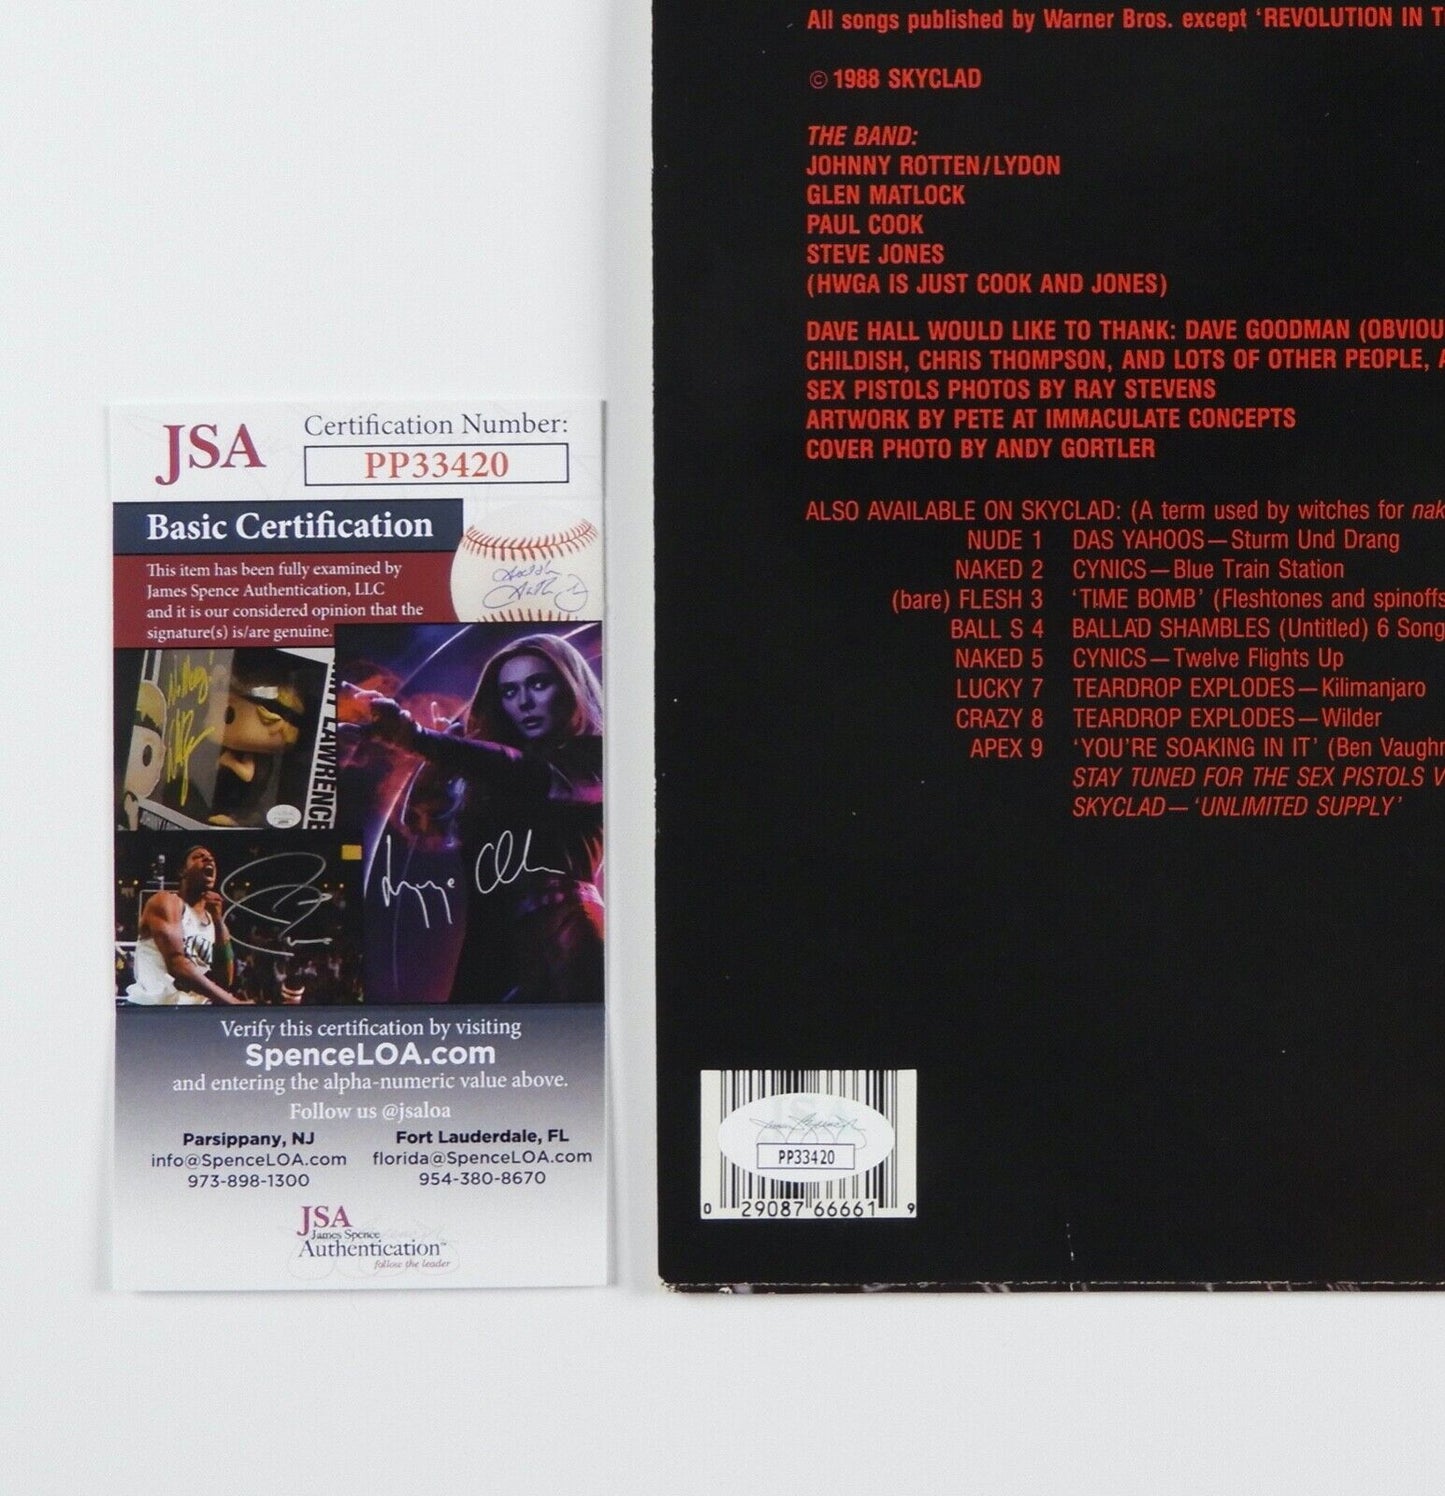 All songs published by Warner Bros. except ‘REVOLUTION IN T
© 1988 SKYCLAD
THE BAND:
JOHNNY ROTTEN/LYDON
GLEN MATLOCK
PAUL COOK
STEVE JONES
(HWGA IS JUST COOK AND JONES)
DAVE HALL WOULD LIKE TO THANK: DAVE GOODMAN (OBVIOU
CHILDISH, CHRIS THOMPSON, AND LOTS OF OTHER PEOPLE, A
SEX PISTOLS PHOTOS BY RAY STEVENS
ARTWORK BY PETE AT IMMACULATE CONCEPTS
COVER PHOTO BY ANDY GORTLER
ALSO AVAILABLE ON SKYCLAD: (A term used by witches for nak
NUDE 1 DAS YAHOOS—Sturm Und Drang
NAKED 2 CYNICS—Blue Train Station
(bare) FLESH 3 ‘TIME BOMB’ (Fleshtones and spinoffs
BALL S 4 BALLAD SHAMBLES (Untitled) 6 Song
NAKED 5 CYNICS—Twelve Flights Up
LUCKY 7 TEARDROP EXPLODES—Kilimanjaro
CRAZY 8 TEARDROP EXPLODES—Wilder
APEX 9 ‘YOU’RE SOAKING IN IT’ (Ben Vaughn
STAY TUNED FOR THE SEX PISTOLS V
SKYCLAD—‘UNLIMITED SUPPLY’
PP33420
0 29087 66661 9
JSA
Certification Number:
PP33420
Basic Certification
This item has been fully examined by
James Spence Authentication, LLC
and it is our considered opinion that the
signature(s) is/are genuine.
LAWRENCE
Verify this certification by visiting
SpenceLOA.com
and entering the alpha-numeric value above.
Follow us @jsaloa
Parsippany, NJ
info@SpenceLOA.com
973-898-1300
Fort Lauderdale, FL
florida@SpenceLOA.com
954-380-8670
JSA
James Spence
Authentication™
follow the leader